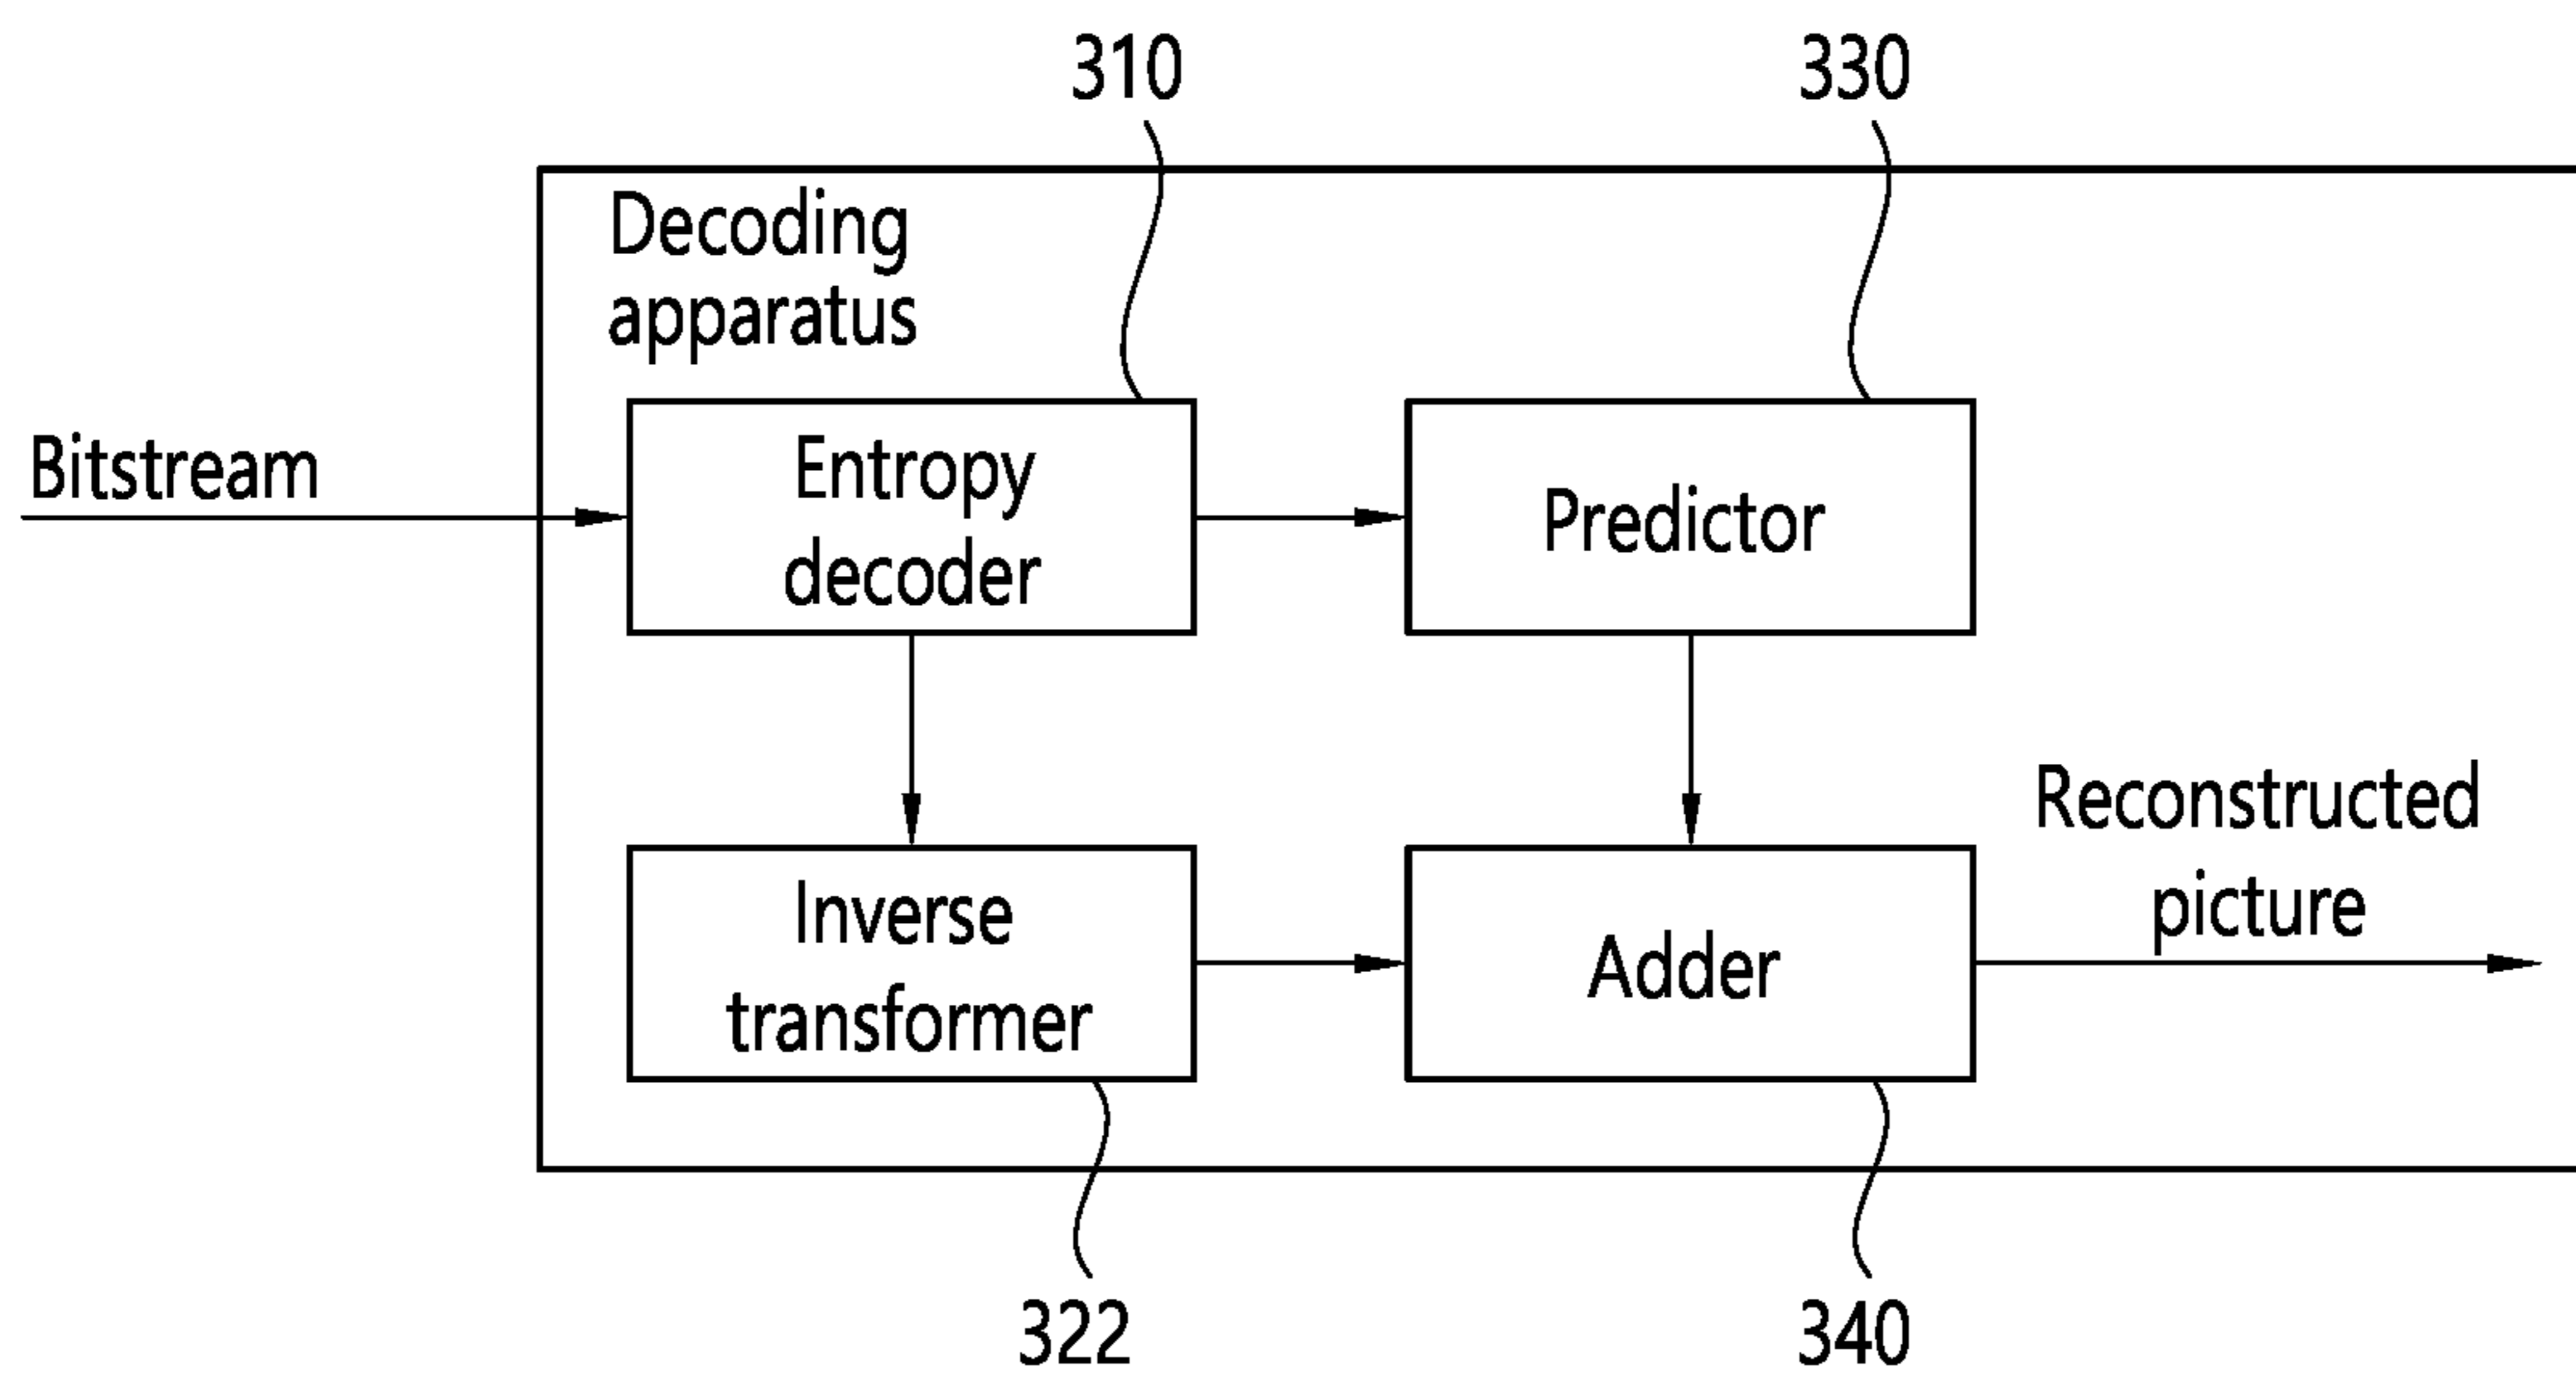 310
330
Decoding
apparatus
Bitstream
Entropy
decoder
Predictor
Reconstructed
picture
Inverse
transformer
Adder
322
340